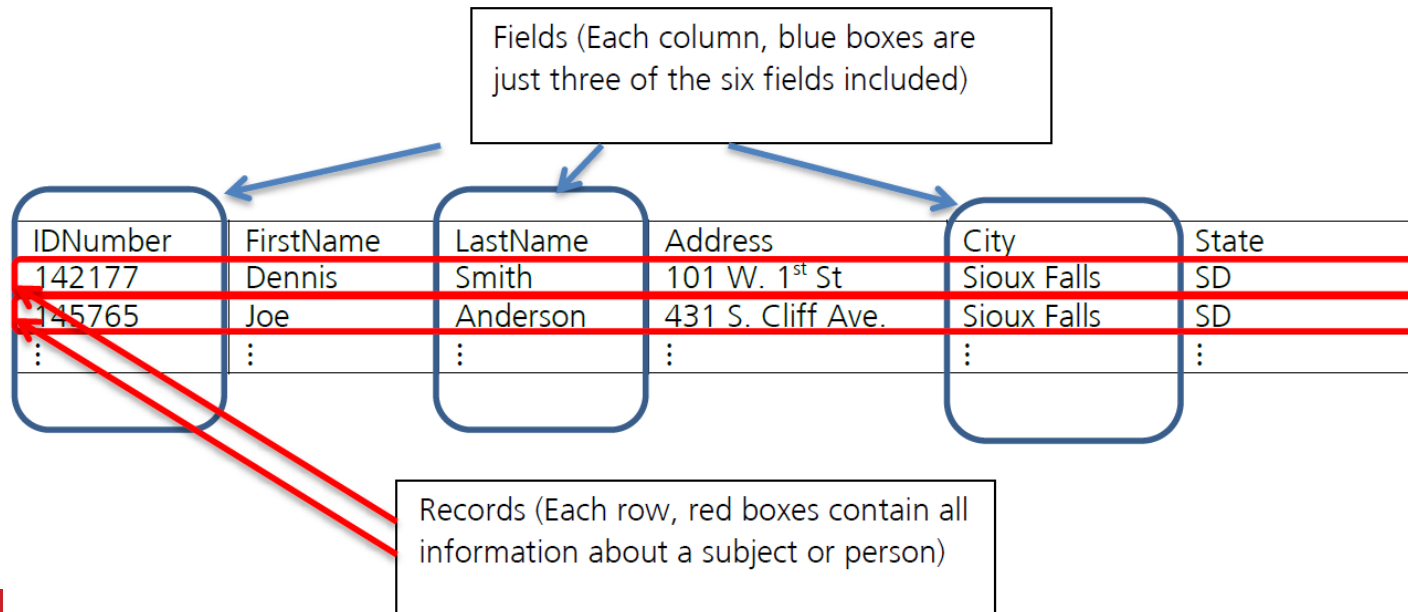 Fields (Each column, blue boxes are
just three of the six fields included)
IDNumber FirstName LastName Address City State
142177 Dennis Smith 101 W. 1st St Sioux Falls SD
145765 Joe Anderson 431 S. Cliff Ave. Sioux Falls SD
⋮ ⋮ ⋮ ⋮ ⋮ ⋮
Records (Each row, red boxes contain all
information about a subject or person)